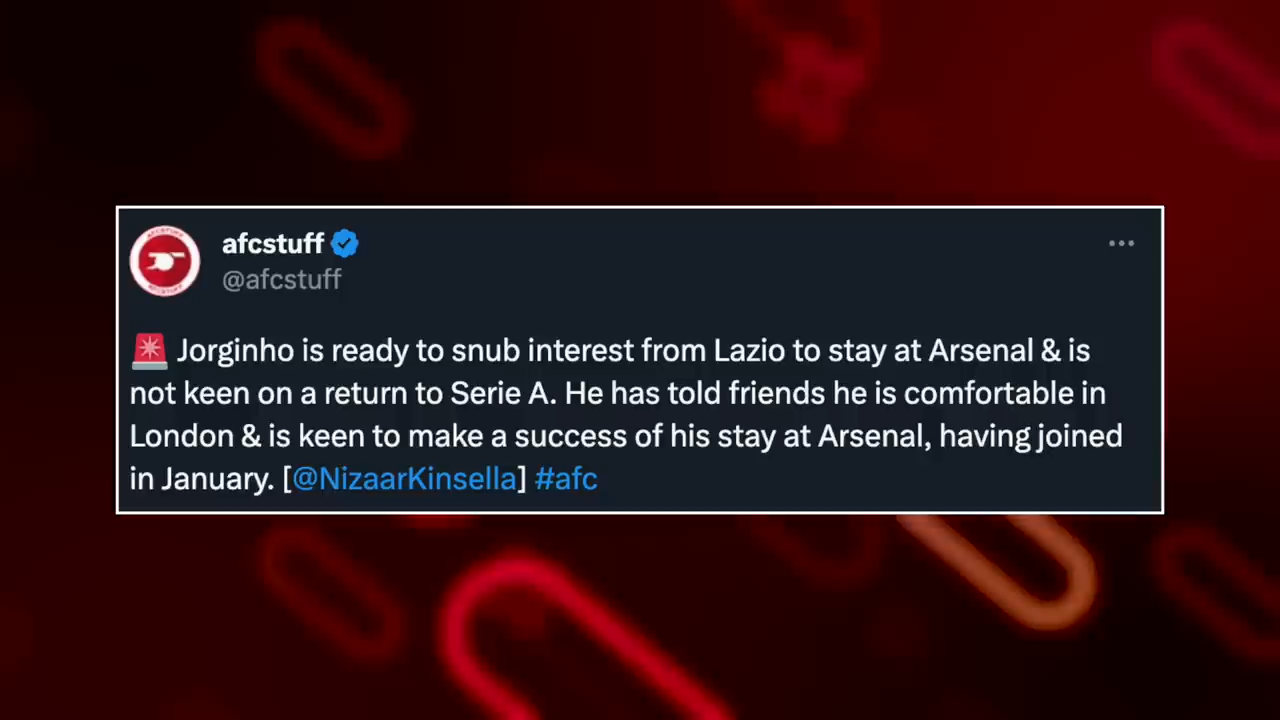 afcstuff
@afcstuff
🚨 Jorginho is ready to snub interest from Lazio to stay at Arsenal & is
not keen on a return to Serie A. He has told friends he is comfortable in
London & is keen to make a success of his stay at Arsenal, having joined
in January. [@NizaarKinsella] #afc